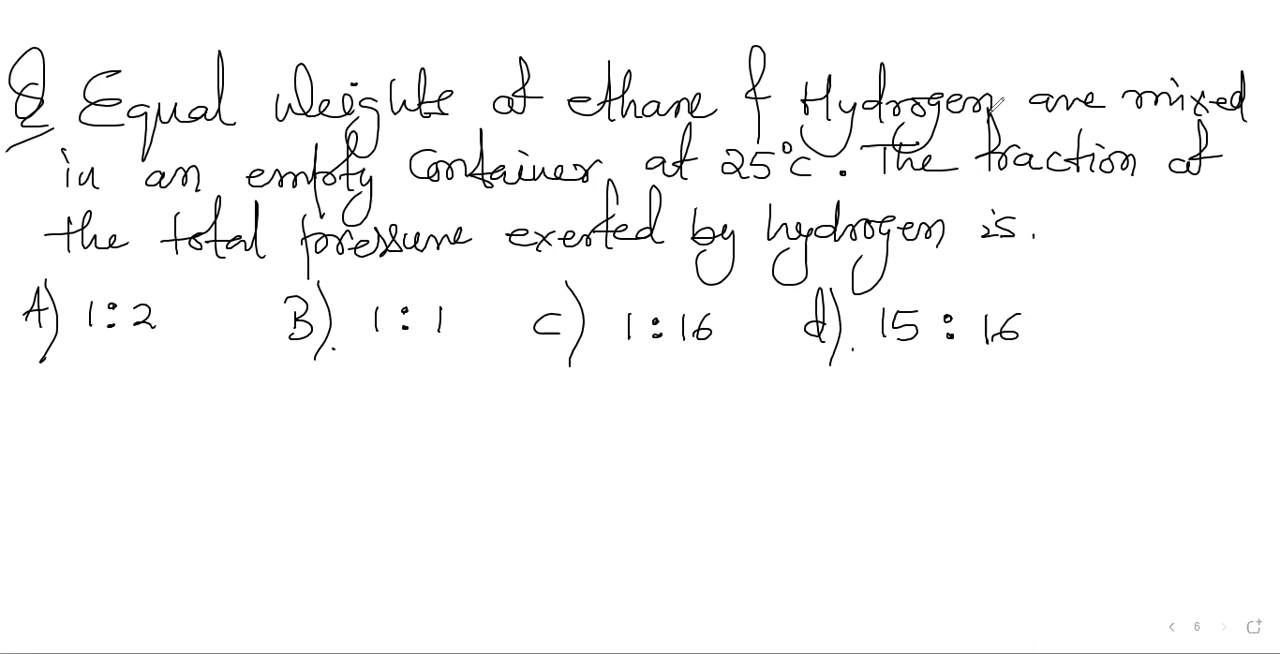 Q Equal weights of ethane & Hydrogen are mixed
in an empty container at 25°C. The fraction of
the total pressure exerted by hydrogen is.
A) 1:2 B). 1:1 C) 1:16 d). 15:16
6